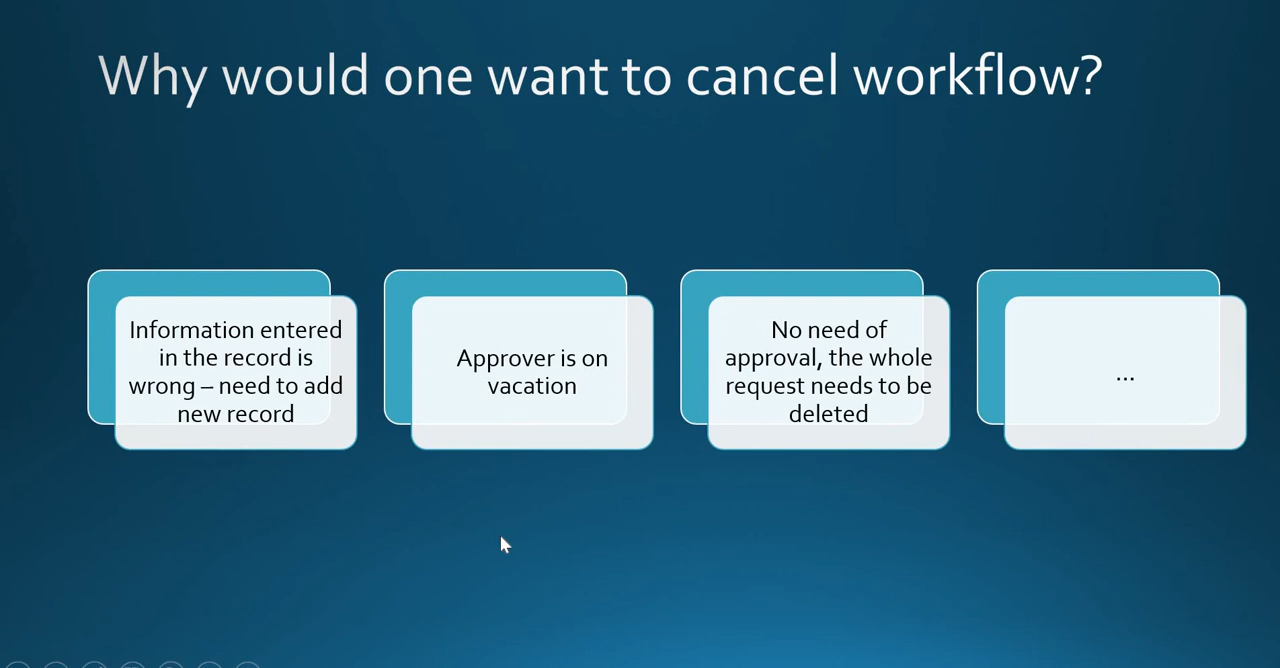 Why would one want to cancel workflow?
Information entered
in the record is
wrong – need to add
new record
Approver is on
vacation
No need of
approval, the whole
request needs to be
deleted
...